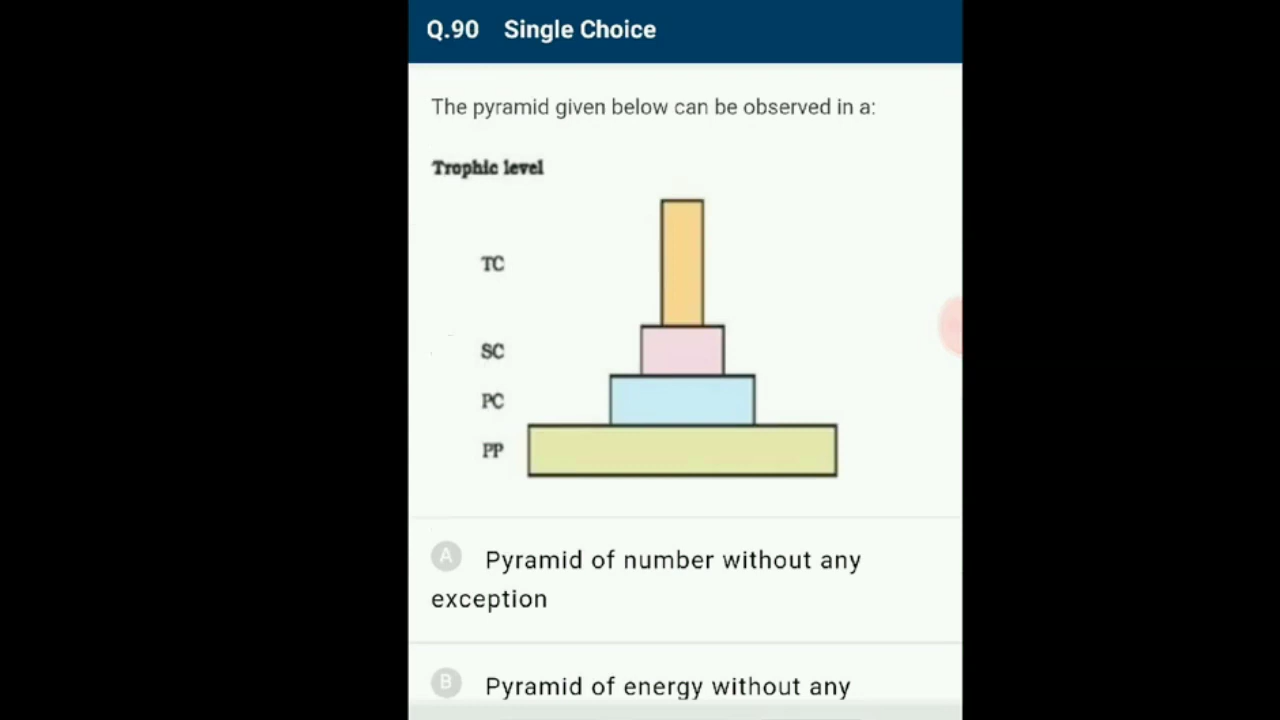 Q.90 Single Choice
The pyramid given below can be observed in a:
Trophic level
TC
SC
PC
PP
A Pyramid of number without any
exception
B Pyramid of energy without any